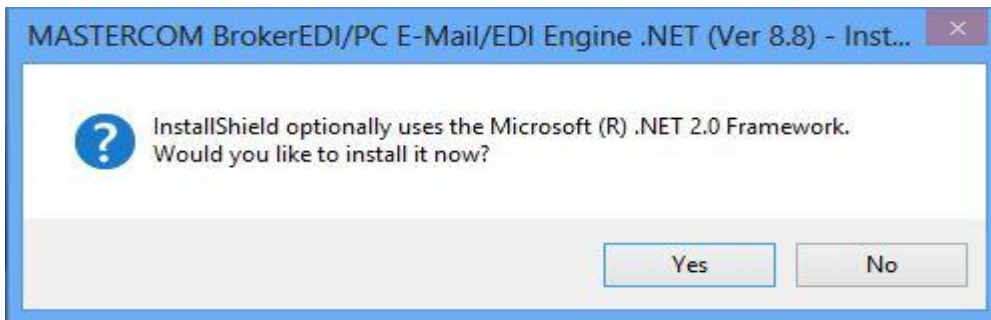 MASTERCOM BrokerEDI/PC E-Mail/EDI Engine .NET (Ver 8.8) - Inst...
InstallShield optionally uses the Microsoft (R) .NET 2.0 Framework.
Would you like to install it now?
Yes No